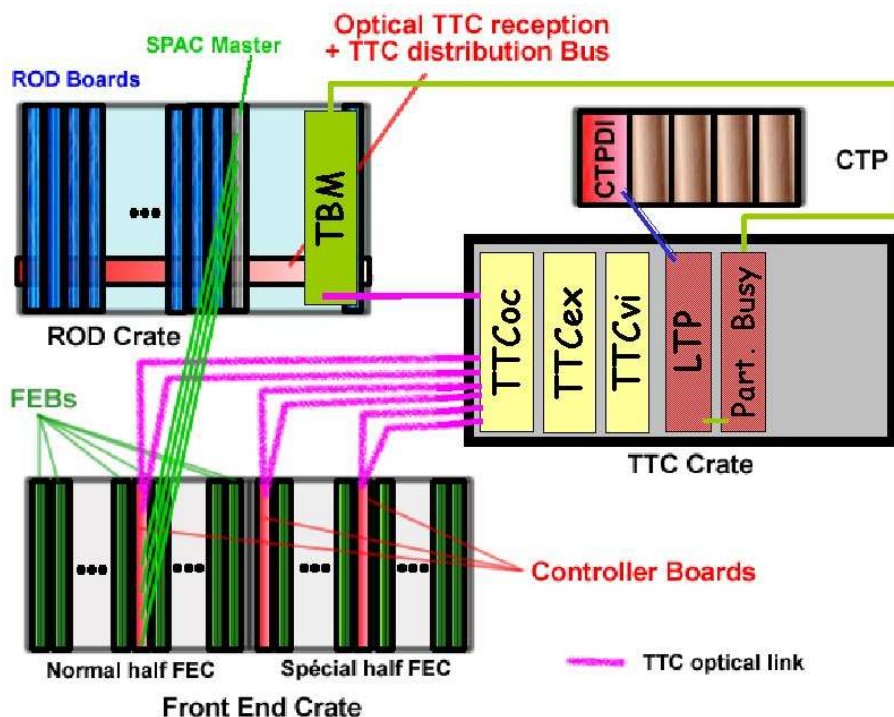 Optical TTC reception
+ TTC distribution Bus
SPAC Master
ROD Boards
CTPDI
CTP
TBM
ROD Crate
TTCoc
TTCex
TTCvi
LTP
Part. Busy
TTC Crate
FEBs
Controller Boards
Normal half FEC
Spécial half FEC
TTC optical link
Front End Crate